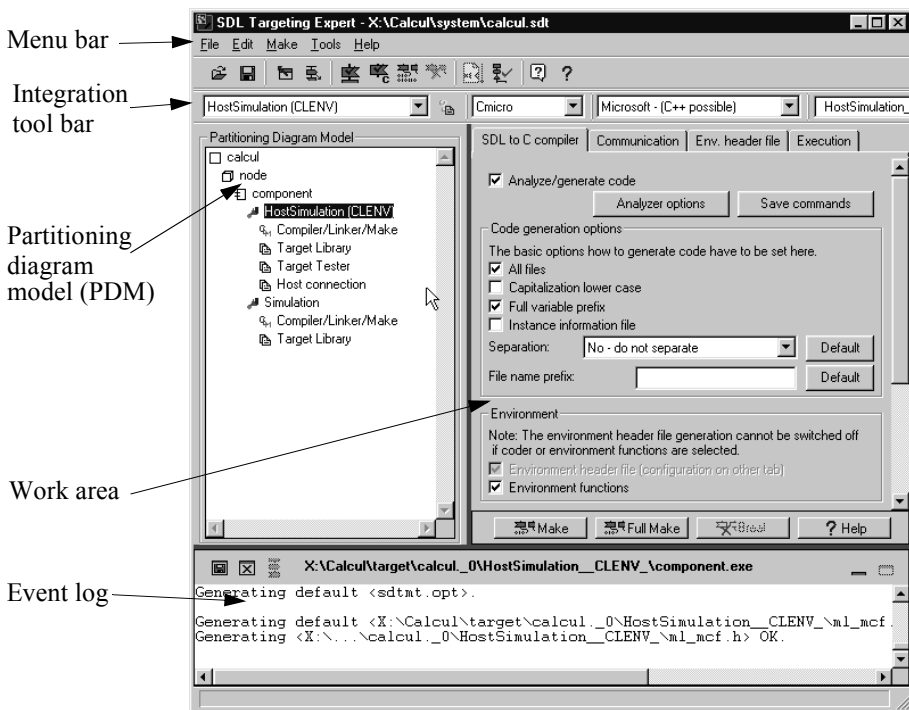 SDL Targeting Expert - X:\Calcul\system\calcul.sdt
Menu bar
File Edit Make Tools Help
Integration
tool bar
HostSimulation (CLENV)
Cmicro
Microsoft - (C++ possible)
HostSimulation_
Partitioning Diagram Model
calcul
node
component
HostSimulation (CLENV)
Compiler/Linker/Make
Target Library
Target Tester
Host connection
Simulation
Compiler/Linker/Make
Target Library
Partitioning
diagram
model (PDM)
SDL to C compiler Communication Env. header file Execution
Analyze/generate code
Analyzer options Save commands
Code generation options
The basic options how to generate code have to be set here.
All files
Capitalization lower case
Full variable prefix
Instance information file
Separation: No - do not separate Default
File name prefix: Default
Environment
Note: The environment header file generation cannot be switched off
if coder or environment functions are selected.
Environment header file (configuration on other tab)
Environment functions
Work area
Make Full Make Help
X:\Calcul\target\calcul._0\HostSimulation__CLENV_\component.exe
Event log
Generating default <sdtmt.opt>.
Generating default <X:\Calcul\target\calcul._0\HostSimulation__CLENV_\ml_mcf.
Generating <X:\...\calcul._0\HostSimulation__CLENV_\ml_mcf.h> OK.